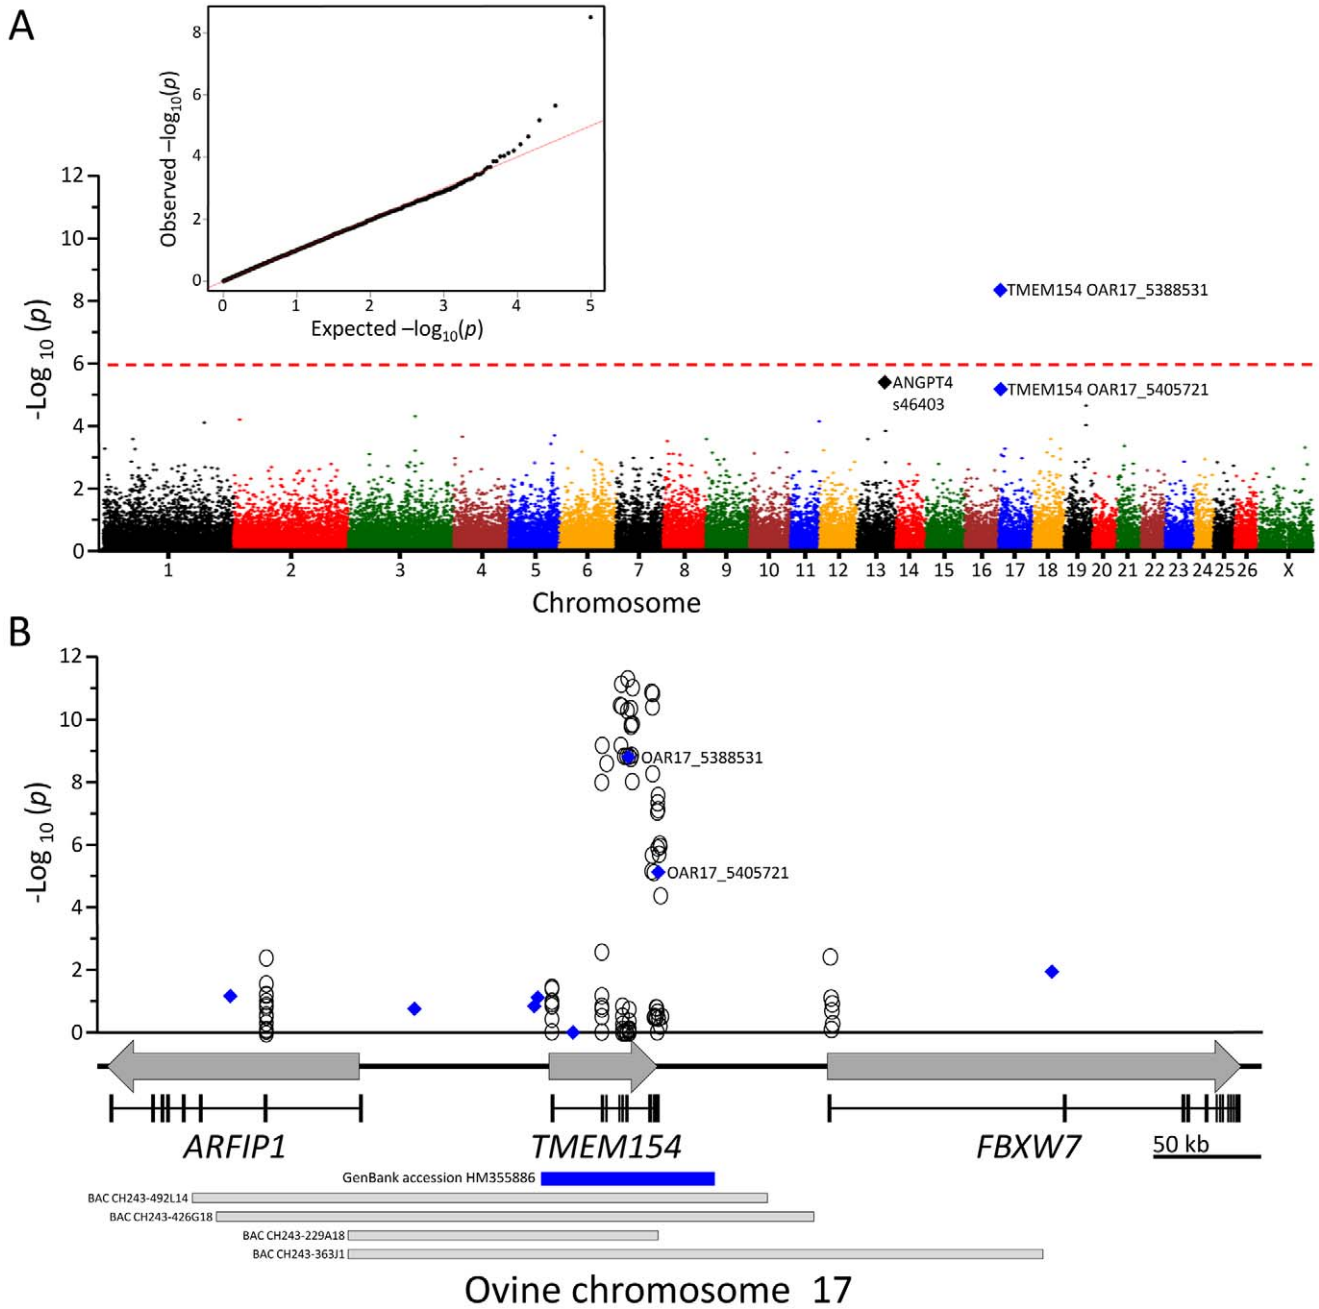 A
Observed –log10(p)
8
6
4
2
0
0 1 2 3 4 5
Expected –log10(p)
-Log 10 (p)
12
10
8
6
4
2
0
TMEM154 OAR17_5388531
ANGPT4
s46403
TMEM154 OAR17_5405721
1 2 3 4 5 6 7 8 9 10 11 12 13 14 15 16 17 18 19 20 21 22 23 24 25 26 X
Chromosome
B
-Log 10 (p)
12
10
8
6
4
2
0
OAR17_5388531
OAR17_5405721
ARFIP1 TMEM154 FBXW7
50 kb
GenBank accession HM355886
BAC CH243-492L14
BAC CH243-426G18
BAC CH243-229A18
BAC CH243-363J1
Ovine chromosome 17